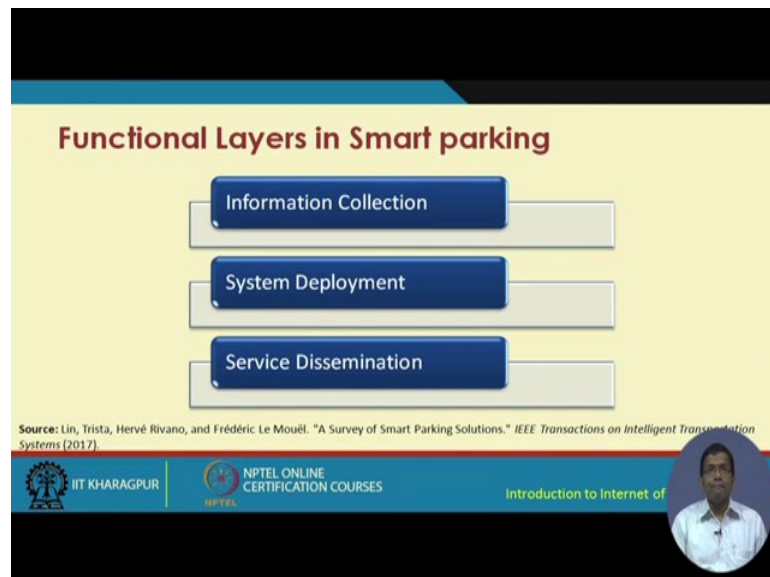 Functional Layers in Smart parking
Information Collection
System Deployment
Service Dissemination
Source: Lin, Trista, Hervé Rivano, and Frédéric Le Mouël. "A Survey of Smart Parking Solutions." IEEE Transactions on Intelligent Transportation
Systems (2017).
IIT KHARAGPUR
NPTEL
NPTEL ONLINE
CERTIFICATION COURSES
Introduction to Internet of